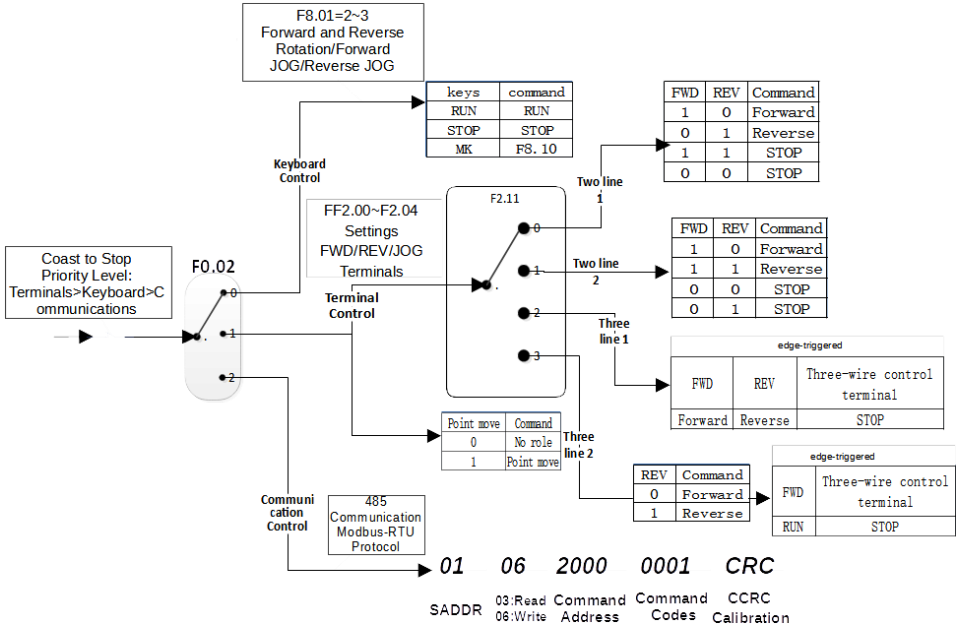 F8.01=2~3
Forward and Reverse
Rotation/Forward
JOG/Reverse JOG
keys command
RUN RUN
STOP STOP
MK F8.10
FWD REV Command
1 0 Forward
0 1 Reverse
1 1 STOP
0 0 STOP
Keyboard
Control
Two line
1
FF2.00~F2.04
Settings
FWD/REV/JOG
Terminals
F2.11
0
1
2
3
Two line
2
FWD REV Command
1 0 Forward
1 1 Reverse
0 0 STOP
0 1 STOP
Coast to Stop
Priority Level:
Terminals>Keyboard>C
ommunications
F0.02
0
1
2
Terminal
Control
Three
line 1
edge-triggered
FWD REV Three-wire control
terminal
Forward Reverse STOP
Point move Command
0 No role
1 Point move
Three
line 2
edge-triggered
REV Command
0 Forward
1 Reverse
FWD Three-wire control
terminal
RUN STOP
Communi
cation
Control
485
Communication
Modbus-RTU
Protocol
01 06 2000 0001 CRC
SADDR
03:Read
06:Write
Command
Address
Command
Codes
CCRC
Calibration